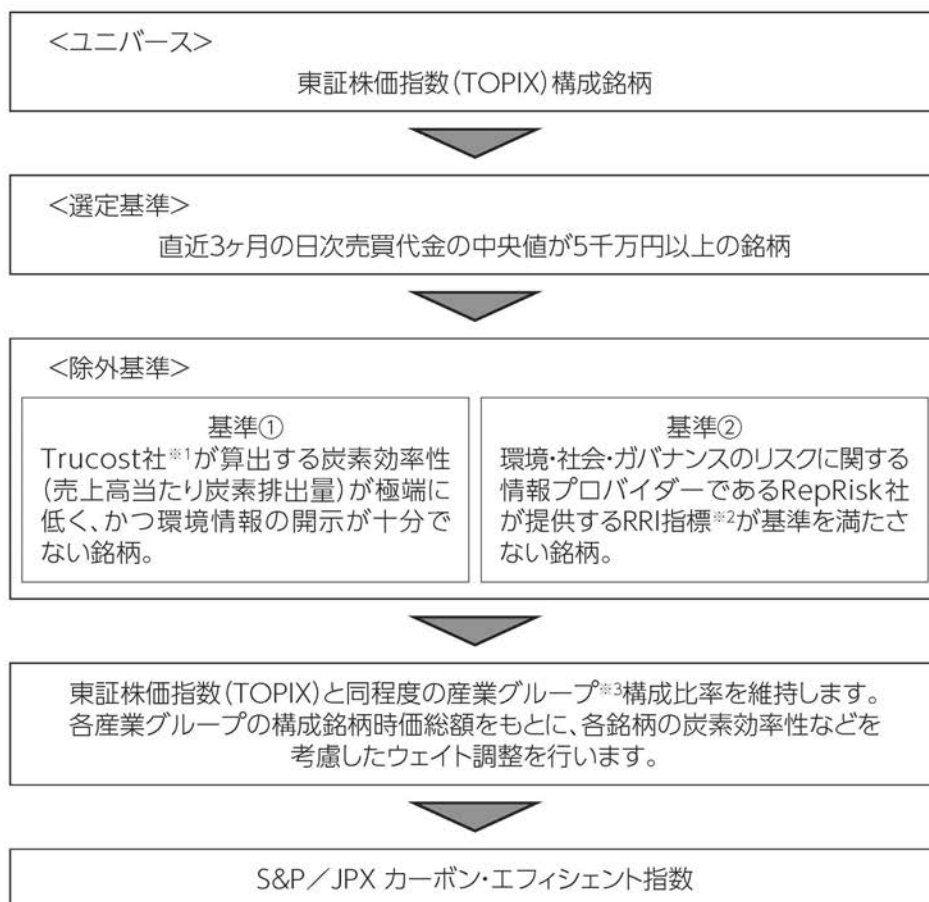 <ユニバース>
東証株価指数(TOPIX)構成銘柄
<選定基準>
直近3ヶ月の日次売買代金の中央値が5千万円以上の銘柄
<除外基準>
基準①
Trucost社※1が算出する炭素効率性
(売上高当たり炭素排出量)が極端に
低く、かつ環境情報の開示が十分で
ない銘柄。
基準②
環境・社会・ガバナンスのリスクに関する
情報プロバイダーであるRepRisk社
が提供するRRI指標※2が基準を満たさ
ない銘柄。
東証株価指数(TOPIX)と同程度の産業グループ※3構成比率を維持します。
各産業グループの構成銘柄時価総額をもとに、各銘柄の炭素効率性などを
考慮したウェイト調整を行います。
S&P／JPX カーボン・エフィシェント指数